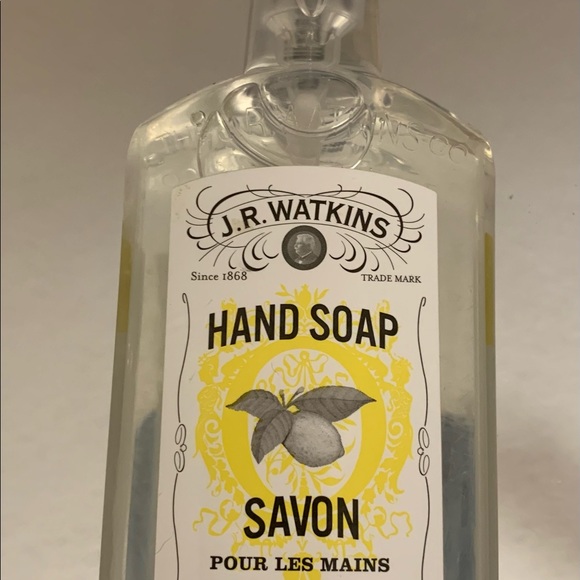 J.R. WATKINS
Since 1868
TRADE MARK
HAND SOAP
SAVON
POUR LES MAINS